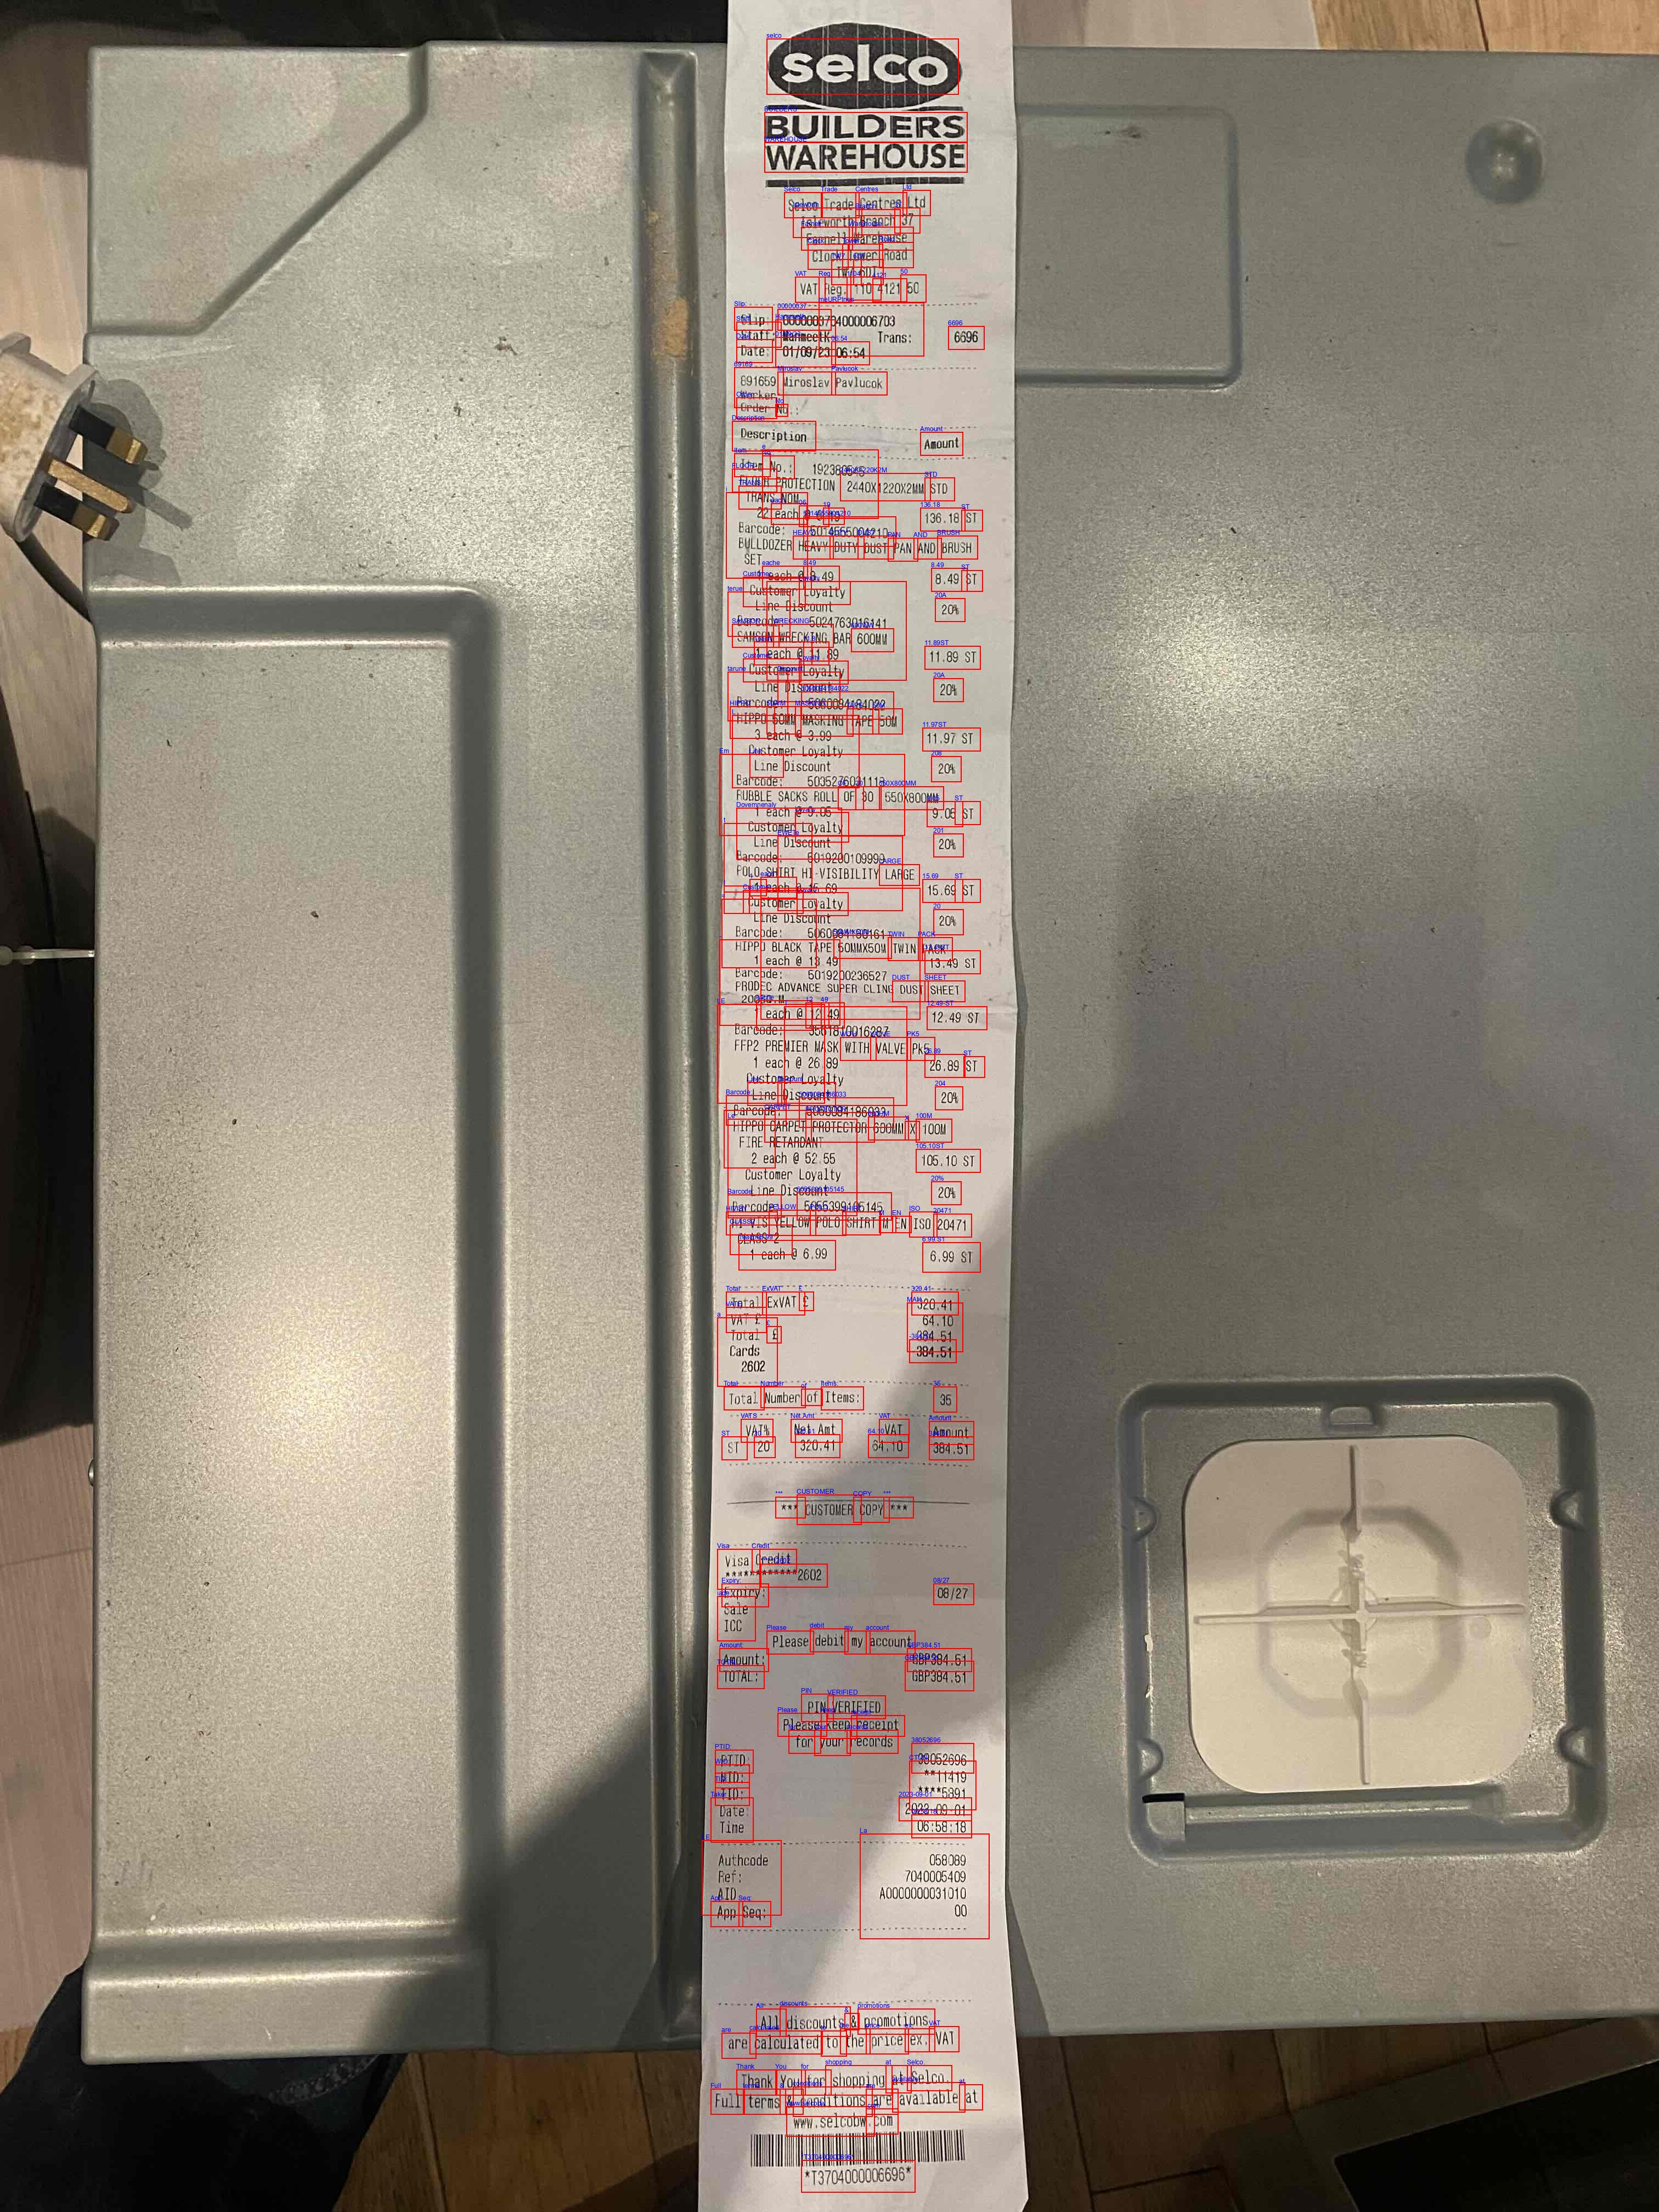 selco
BUILDERS
WAREHOUSE
Selco Trade Centres Ltd
Isleworth Branch 37
Farnell Warehouse
Clock Tower Road
TW7 6DT
VAT Reg. 110 4121 50
Slip: 0000003734000006703
Staff: ManmeetK Trans: 6696
Date: 01/09/23 06:54
691659 Miroslav Pavlucok
Worker
Order No.:
Description Amount
Item No.:
FLOOR PROTECTION 2440X1220X2MM STD
TRANS NOM
22 each @ 6.19 136.18 ST
Barcode: 5014555004210
BULLDOZER HEAVY DUTY DUST PAN AND BRUSH
SET
1 each @ 8.49 8.49 ST
Customer Loyalty
Line Discount 20%
Barcode: 5024763016141
SAMSON WRECKING BAR 600MM
1 each @ 11.89 11.89 ST
Customer Loyalty
Line Discount 20%
Barcode: 5060084184022
HIPPO 50MM MASKING TAPE 50M
3 each @ 3.99 11.97 ST
Customer Loyalty
Line Discount 20%
Barcode:
RUBBLE SACKS ROLL OF 30 550X800MM
1 each @ 9.05 9.05 ST
Customer Loyalty
Line Discount 20%
Barcode:
POLO SHIRT HI-VISIBILITY LARGE
1 each @ 15.69 15.69 ST
Customer Loyalty
Line Discount 20%
Barcode:
HIPPO BLACK TAPE 50MMX50M TWIN PACK
1 each @ 13.49 13.49 ST
Barcode: 5019200236527
PRODEC ADVANCE SUPER CLING DUST SHEET
1 each @ 12.49 12.49 ST
Barcode:
FFP2 PREMIER MASK WITH VALVE Pk5
1 each @ 26.89 26.89 ST
Customer Loyalty
Line Discount 20%
Barcode: 5060084186033
HIPPO CARPET PROTECTOR 600MM X 100M
FIRE RETARDANT
2 each @ 52.55 105.10 ST
Customer Loyalty
Line Discount 20%
Barcode: 5055399105145
HI-VIS YELLOW POLO SHIRT M EN ISO 20471
CLASS 2
1 each @ 6.99 6.99 ST
Total ExVAT £ 320.41
VAT £ 64.10
Total £ 384.51
Cards 384.51
2602
Total Number of Items: 35
VAT% Net Amt VAT Amount
ST 20 320.41 64.10 384.51
*** CUSTOMER COPY ***
Visa Credit
************2602
Expiry: 08/27
Sale
ICC
Please debit my account
Amount: GBP384.51
TOTAL: GBP384.51
PIN VERIFIED
Please keep receipt
for your records
PTID: 38052696
MID: **11419
TID: ****5891
Date 2023-09-01
Time 06:58:18
Authcode 058089
Ref: 7040005409
AID A0000000031010
App Seq: 00
All discounts & promotions
are calculated to the price ex. VAT
Thank You for shopping at Selco.
Full terms & conditions are available at
www.selcobw.com
*T3704000006696*